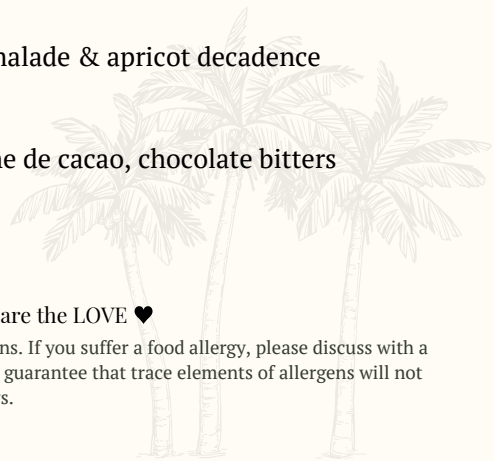 nalade & apricot decadence
ne de cacao, chocolate bitters
are the LOVE ♥
ns. If you suffer a food allergy, please discuss with a
guarantee that trace elements of allergens will not
s.